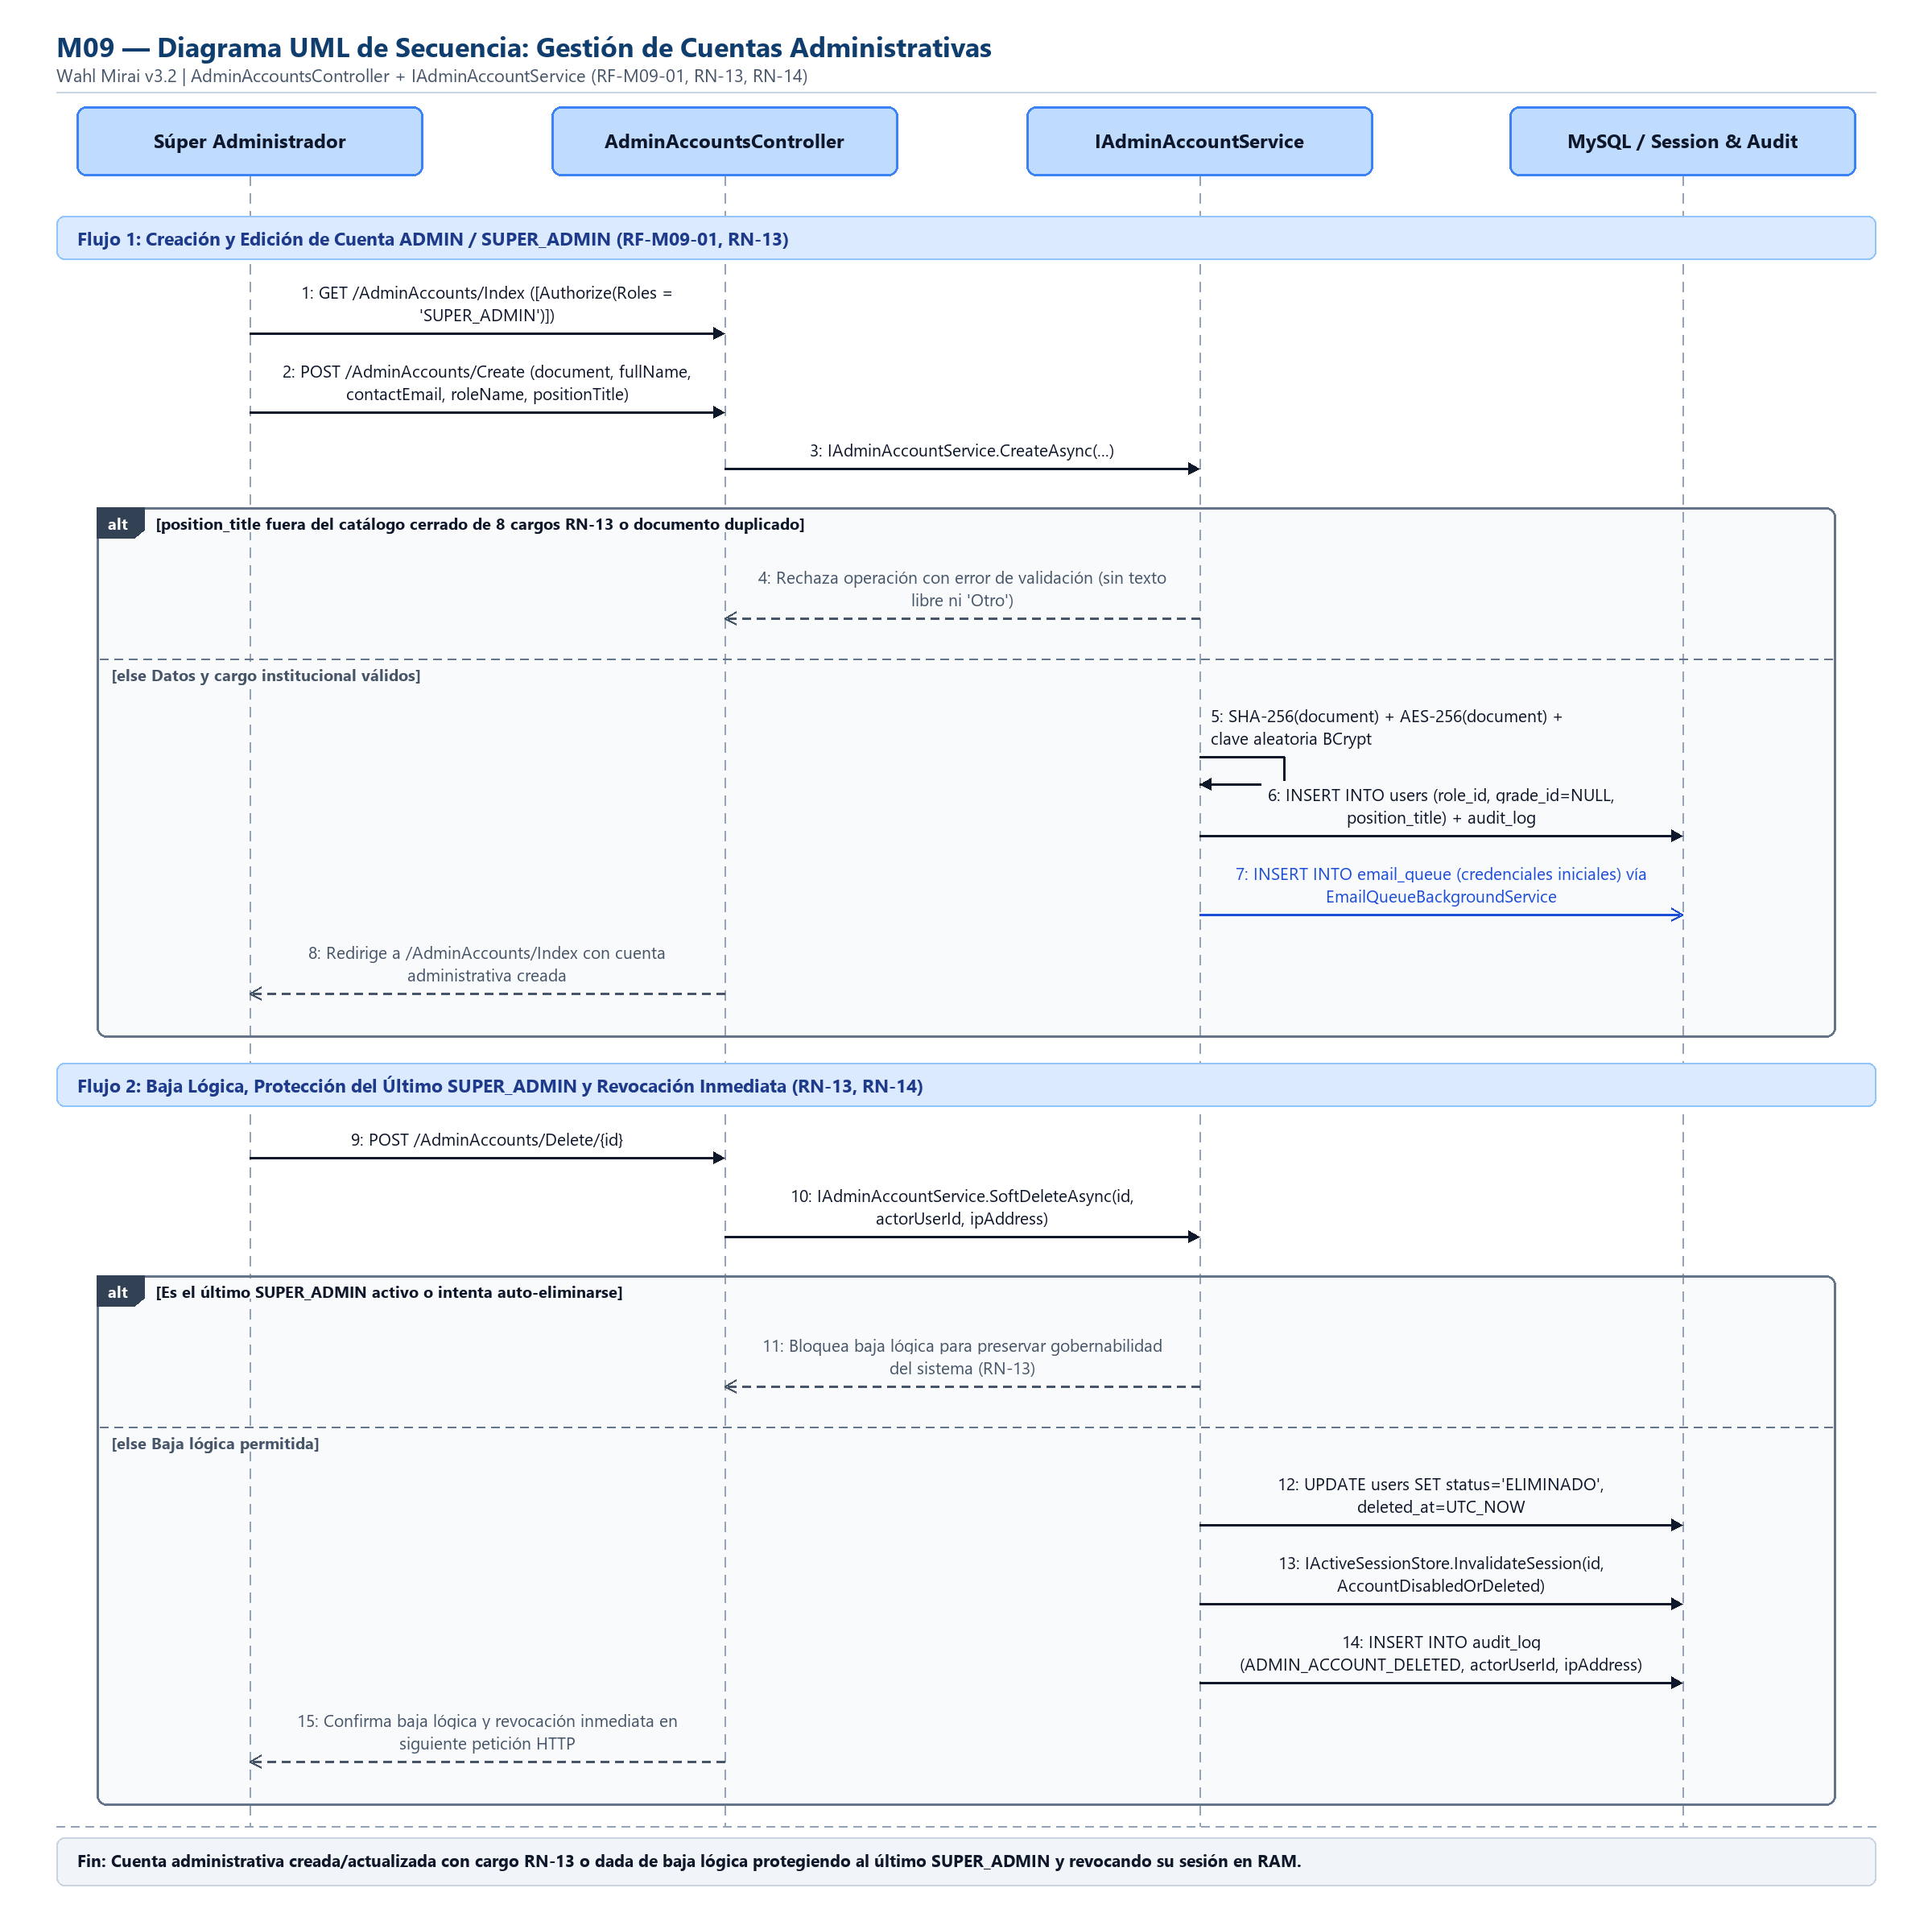 M09 — Diagrama UML de Secuencia: Gestión de Cuentas Administrativas
Wahl Mirai v3.2 | AdminAccountsController + IAdminAccountService (RF-M09-01, RN-13, RN-14)
Súper Administrador
AdminAccountsController
IAdminAccountService
MySQL / Session & Audit
Flujo 1: Creación y Edición de Cuenta ADMIN / SUPER_ADMIN (RF-M09-01, RN-13)
1: GET /AdminAccounts/Index ([Authorize(Roles =
'SUPER_ADMIN')])
2: POST /AdminAccounts/Create (document, fullName,
contactEmail, roleName, positionTitle)
3: IAdminAccountService.CreateAsync(...)
alt
[position_title fuera del catálogo cerrado de 8 cargos RN-13 o documento duplicado]
4: Rechaza operación con error de validación (sin texto
libre ni 'Otro')
[else Datos y cargo institucional válidos]
5: SHA-256(document) + AES-256(document) +
clave aleatoria BCrypt
6: INSERT INTO users (role_id, grade_id=NULL,
position_title) + audit_log
7: INSERT INTO email_queue (credenciales iniciales) vía
EmailQueueBackgroundService
8: Redirige a /AdminAccounts/Index con cuenta
administrativa creada
Flujo 2: Baja Lógica, Protección del Último SUPER_ADMIN y Revocación Inmediata (RN-13, RN-14)
9: POST /AdminAccounts/Delete/{id}
10: IAdminAccountService.SoftDeleteAsync(id,
actorUserId, ipAddress)
alt
[Es el último SUPER_ADMIN activo o intenta auto-eliminarse]
11: Bloquea baja lógica para preservar gobernabilidad
del sistema (RN-13)
[else Baja lógica permitida]
12: UPDATE users SET status='ELIMINADO',
deleted_at=UTC_NOW
13: IActiveSessionStore.InvalidateSession(id,
AccountDisabledOrDeleted)
14: INSERT INTO audit_log
(ADMIN_ACCOUNT_DELETED, actorUserId, ipAddress)
15: Confirma baja lógica y revocación inmediata en
siguiente petición HTTP
Fin: Cuenta administrativa creada/actualizada con cargo RN-13 o dada de baja lógica protegiendo al último SUPER_ADMIN y revocando su sesión en RAM.